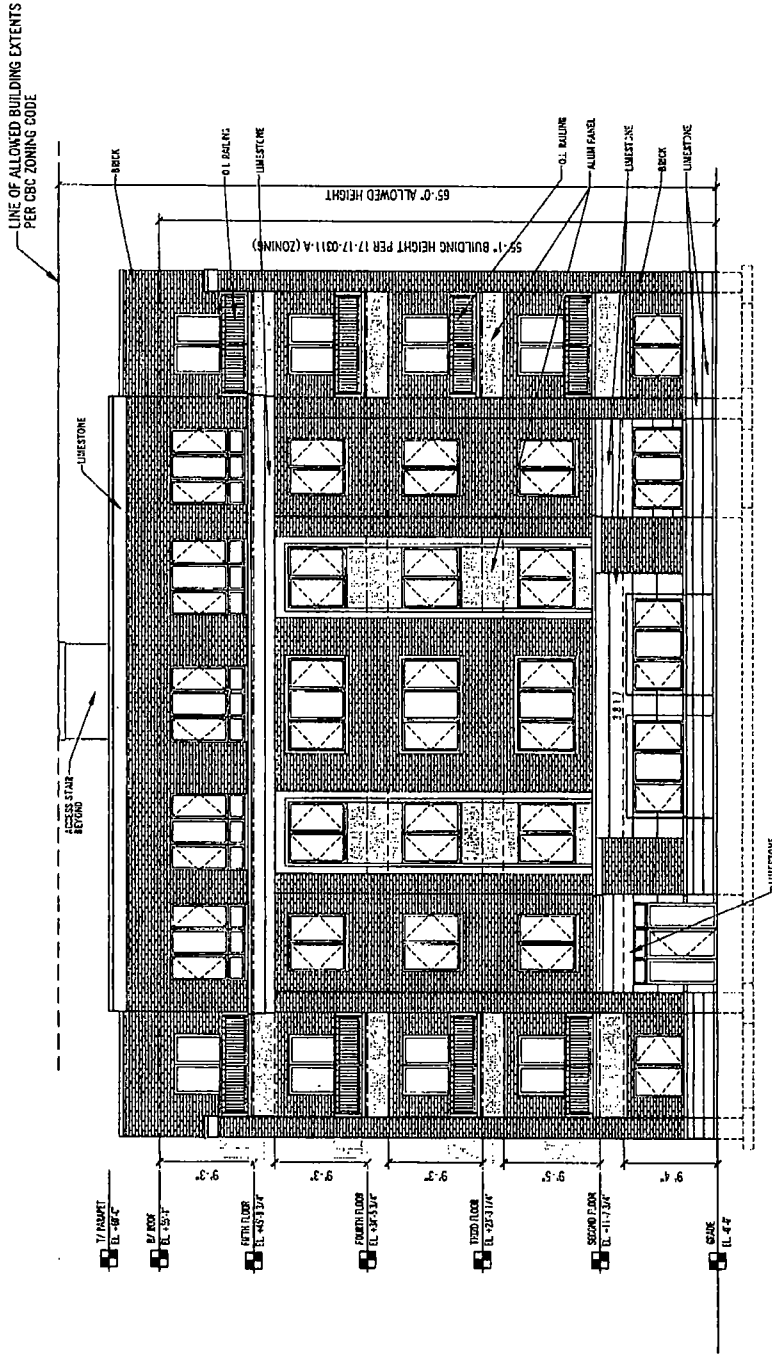 LINE OF ALLOWED BUILDING EXTENTS
PER CBC ZONING CODE
LIMESTONE
BRICK
O.I. RAILING
LIMESTONE
ACCESS STAIR
BEYOND
65'-0" ALLOWED HEIGHT
55'-1" BUILDING HEIGHT PER 17-17-0311-A (ZONING)
O.I. RAILING
ALUM PANEL
LIMESTONE
BRICK
LIMESTONE
2817
LIMESTONE
T/ PARAPET
B/ ROOF
9'-3"
FIFTH FLOOR
9'-3"
FOURTH FLOOR
9'-3"
THIRD FLOOR
9'-5"
SECOND FLOOR
9'-4"
GRADE